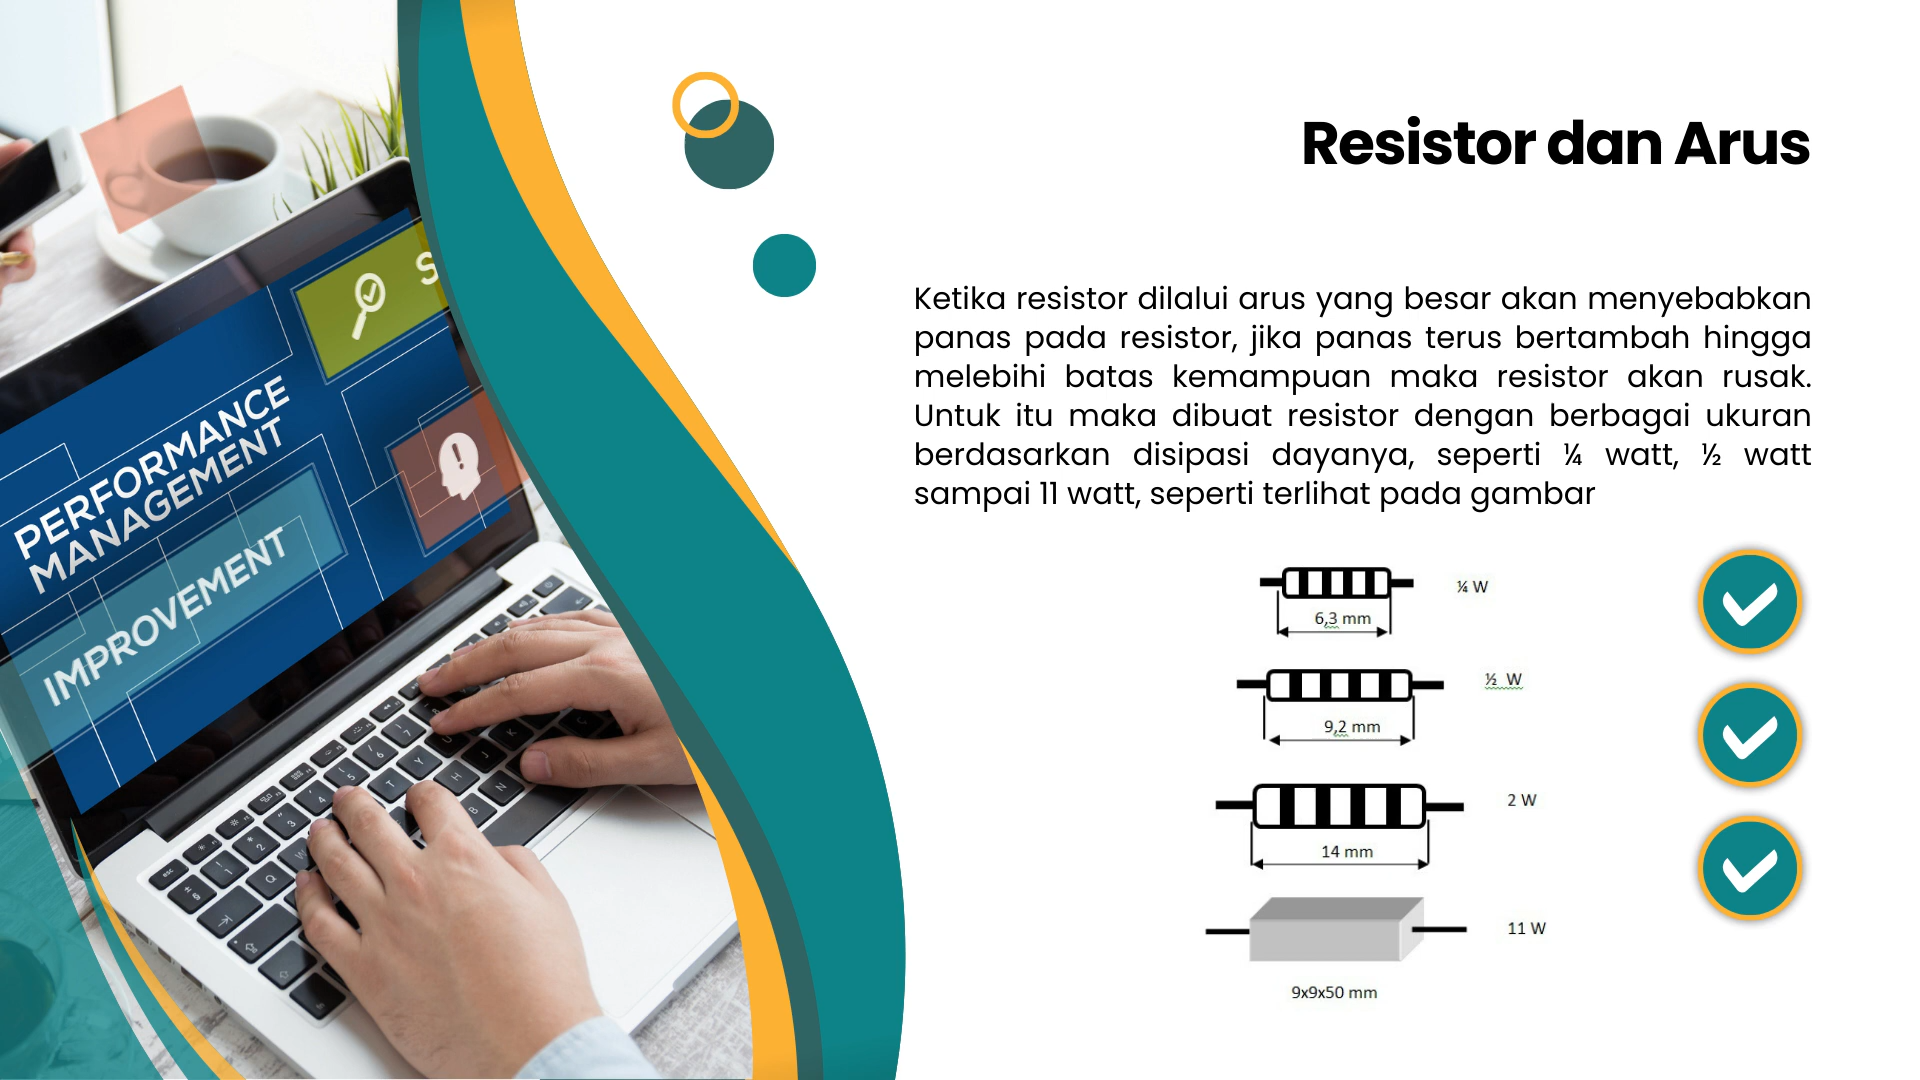 Resistor dan Arus
Ketika resistor dilalui arus yang besar akan menyebabkan
panas pada resistor, jika panas terus bertambah hingga
melebihi batas kemampuan maka resistor akan rusak.
Untuk itu maka dibuat resistor dengan berbagai ukuran
berdasarkan disipasi dayanya, seperti ¼ watt, ½ watt
sampai 11 watt, seperti terlihat pada gambar
¼ W
6,3 mm
½ W
9,2 mm
2 W
14 mm
11 W
9x9x50 mm
S
PERFORMANCE
MANAGEMENT
IMPROVEMENT